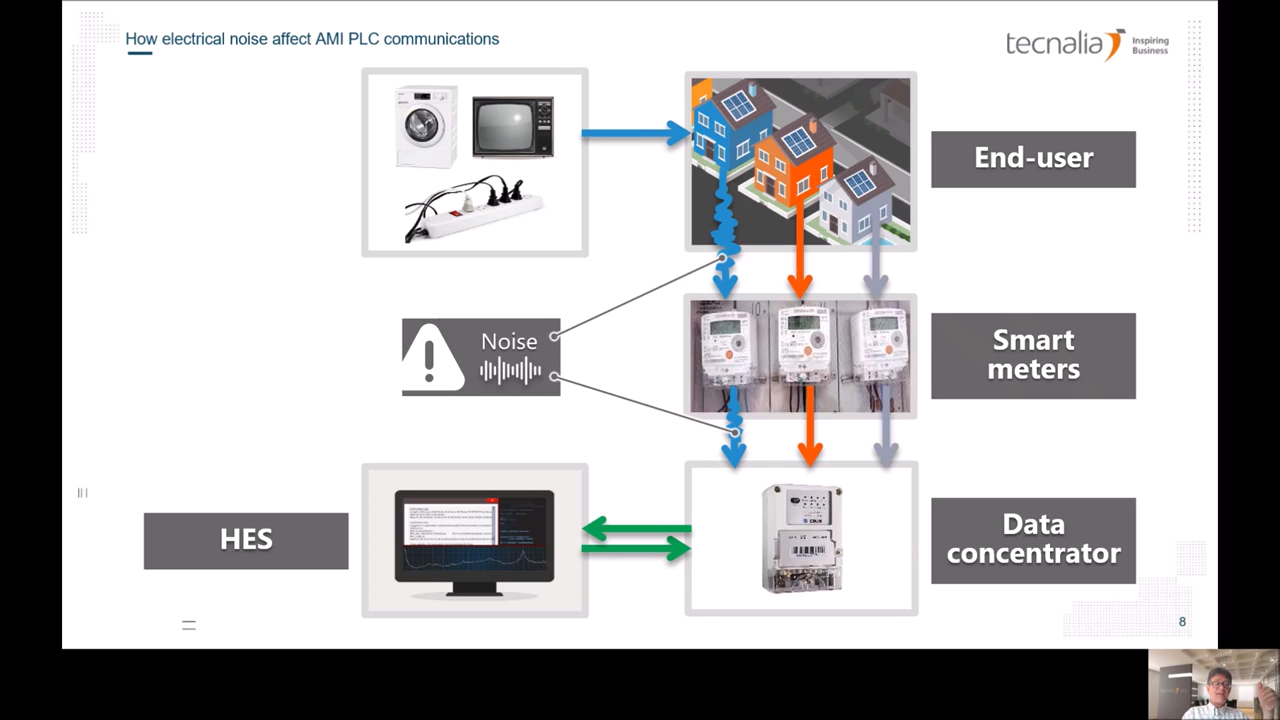 How electrical noise affect AMI PLC communications
tecnalia
Inspiring
Business
End-user
Noise
Smart
meters
HES
Data
concentrator
8